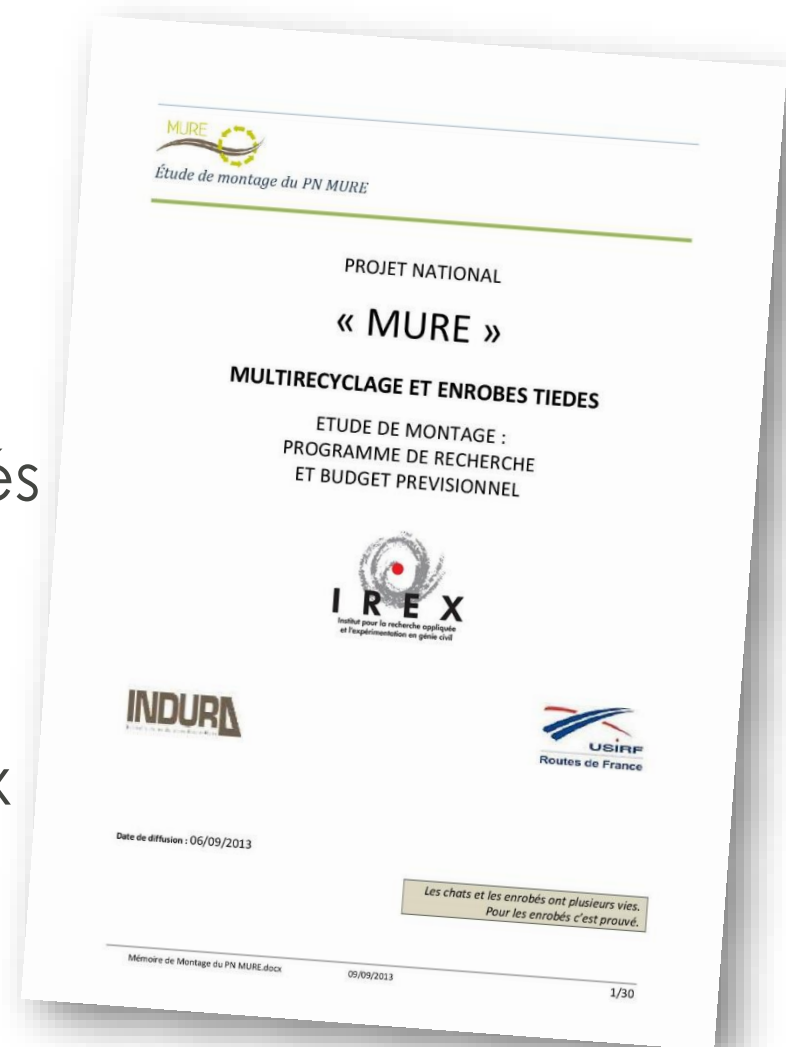 MURE
Étude de montage du PN MURE
PROJET NATIONAL
« MURE »
MULTIRECYCLAGE ET ENROBES TIEDES
ETUDE DE MONTAGE :
PROGRAMME DE RECHERCHE
ET BUDGET PREVISIONNEL
és
IREX
Institut pour la recherche appliquée
et l'expérimentation en génie civil
INDURA
USIRF
Routes de France
x
Date de diffusion : 06/09/2013
Les chats et les enrobés ont plusieurs vies.
Pour les enrobés c'est prouvé.
Mémoire de Montage du PN MURE.docx
09/09/2013
1/30